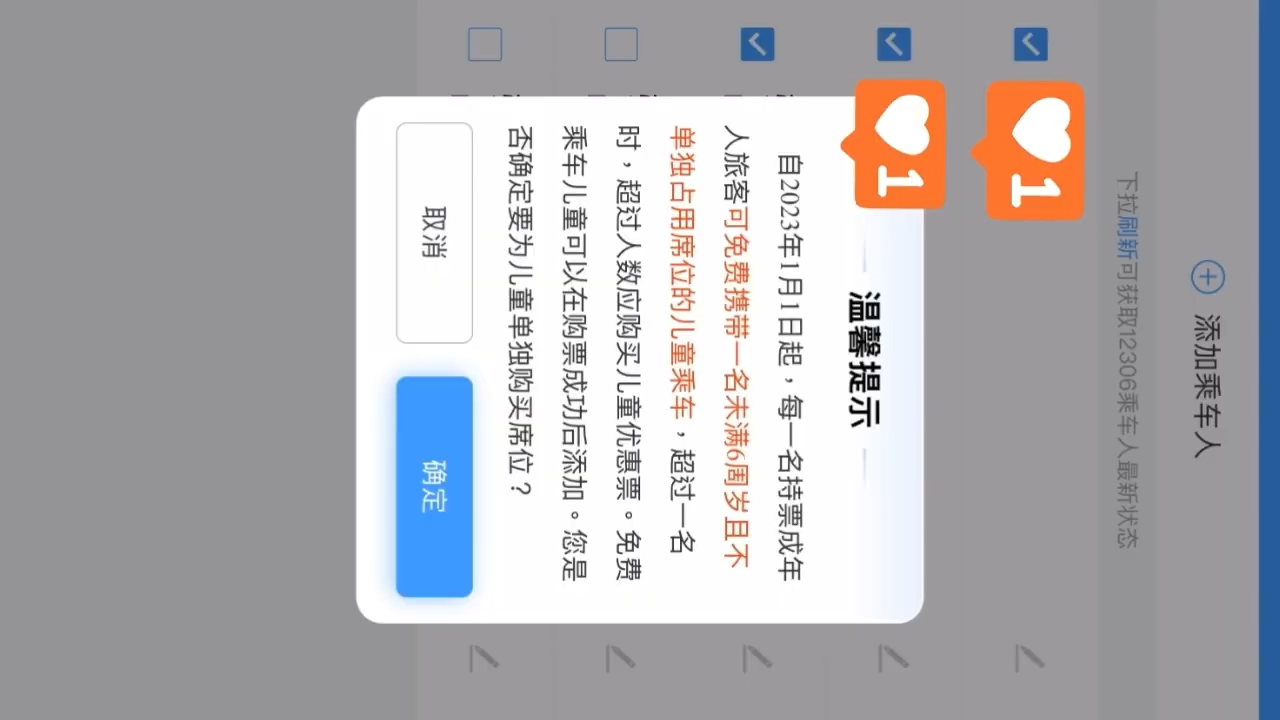 添加乘车人
下拉刷新可获取12306乘车人最新状态
1
1
温馨提示
自2023年1月1日起，每一名持票成年
人旅客可免费携带一名未满6周岁且不
单独占用席位的儿童乘车，超过一名
时，超过人数应购买儿童优惠票。免费
乘车儿童可以在购票成功后添加。您是
否确定要为儿童单独购买席位？
取消
确定